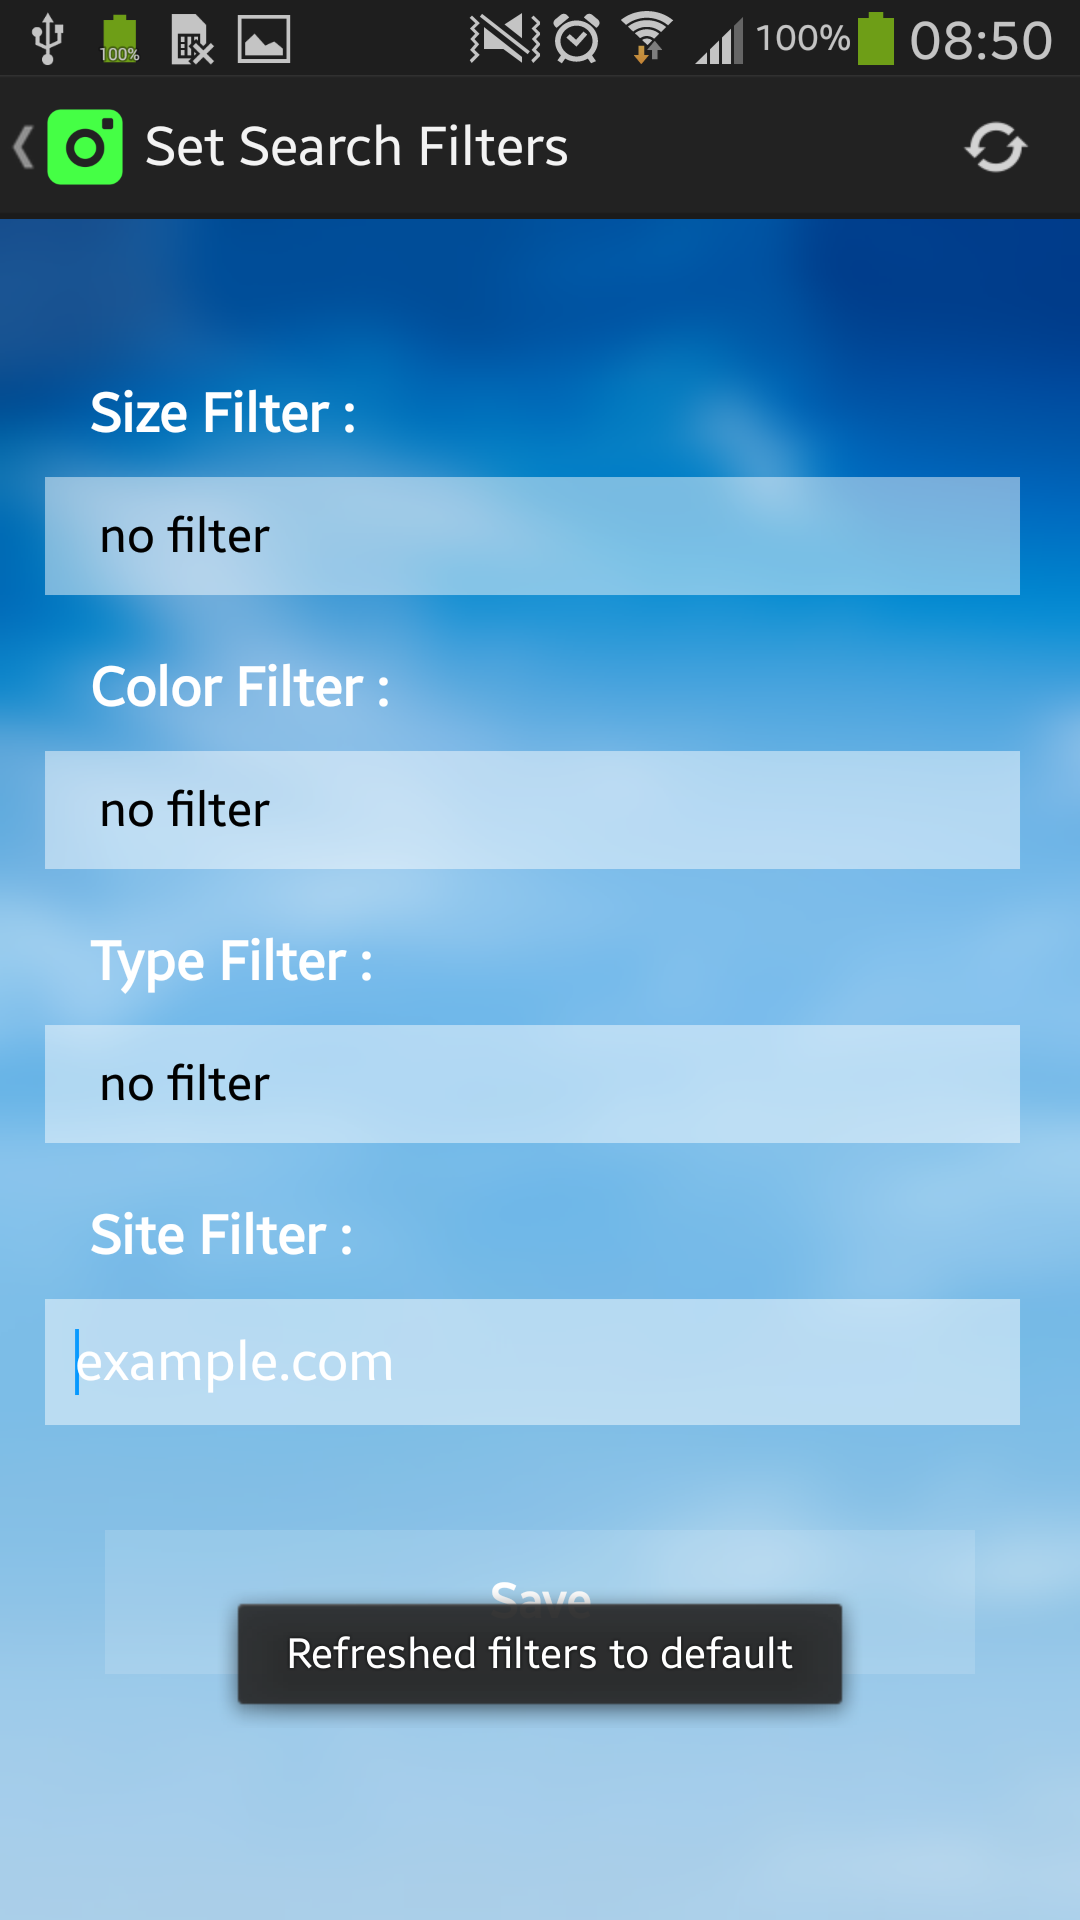 100%
100% 08:50
Set Search Filters
Size Filter :
no filter
Color Filter :
no filter
Type Filter :
no filter
Site Filter :
example.com
Save
Refreshed filters to default